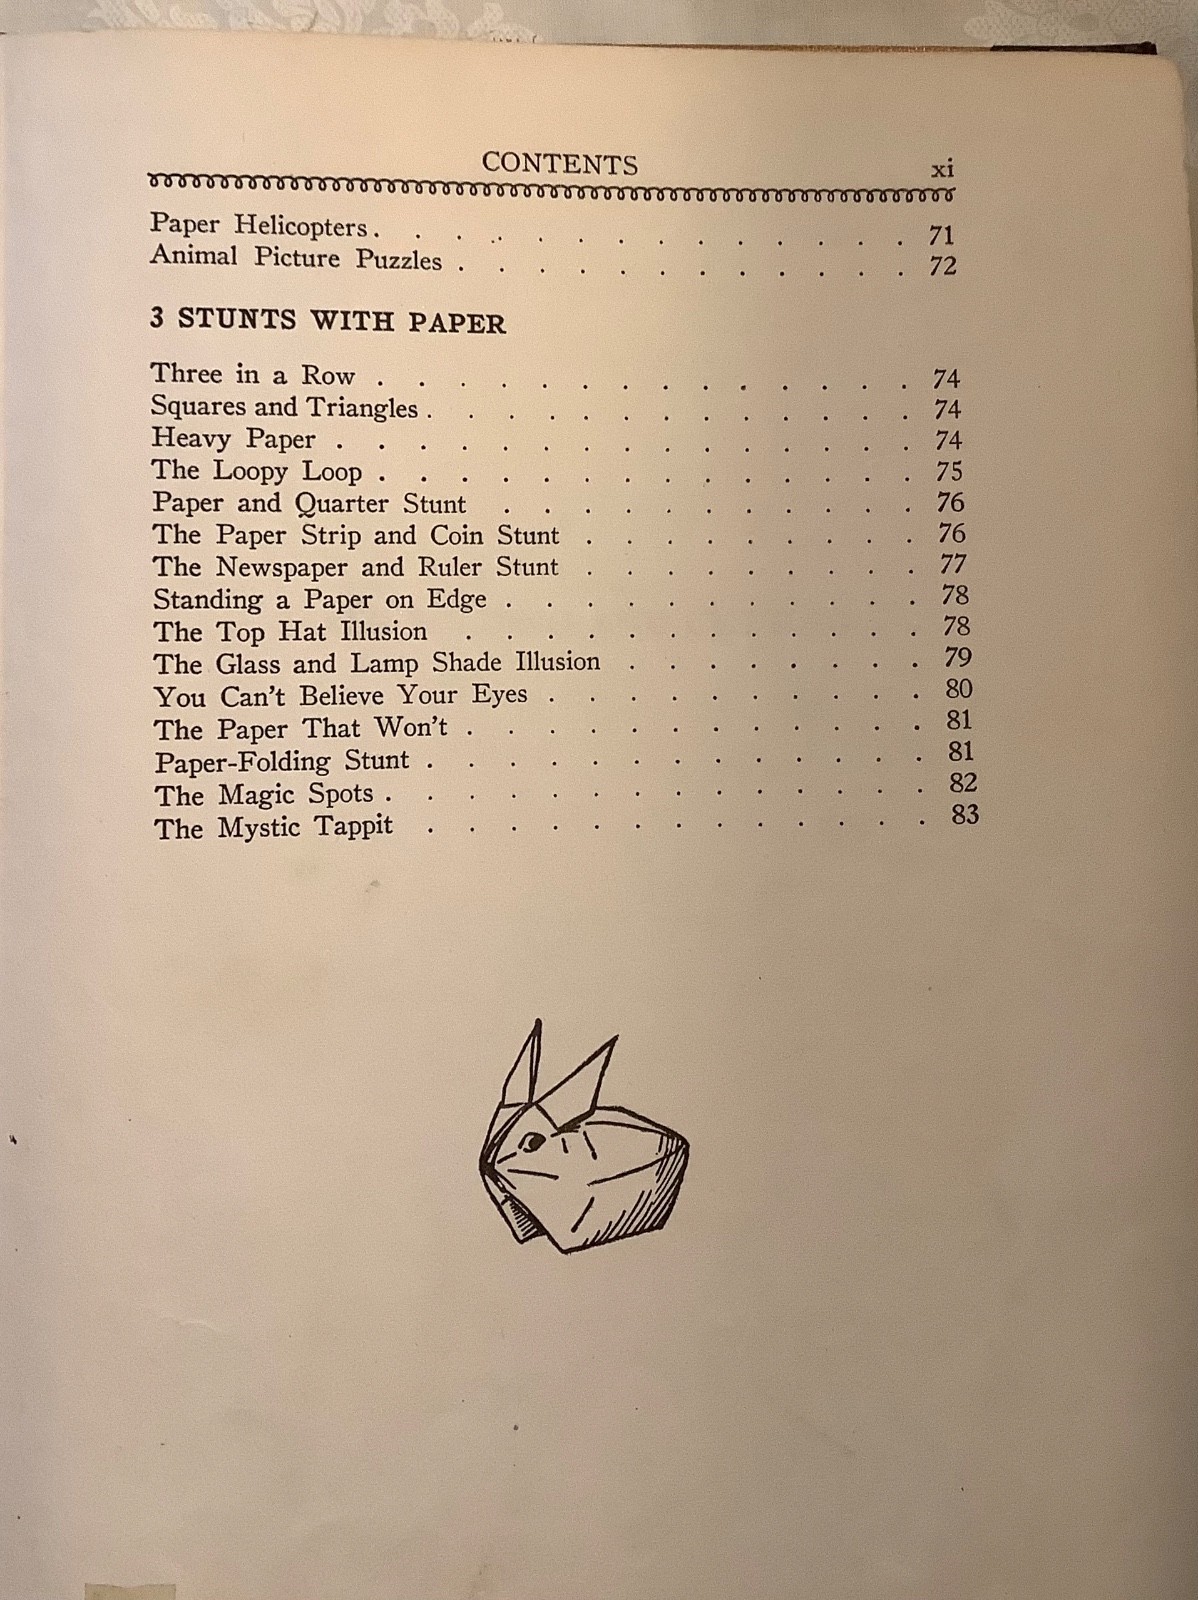 CONTENTS xi
Paper Helicopters. . . . . . . . . . . . . . 71
Animal Picture Puzzles . . . . . . . . . . . . 72
3 STUNTS WITH PAPER
Three in a Row . . . . . . . . . . . . . . 74
Squares and Triangles . . . . . . . . . . . . . 74
Heavy Paper . . . . . . . . . . . . . . . 74
The Loopy Loop . . . . . . . . . . . . . . 75
Paper and Quarter Stunt . . . . . . . . . . . 76
The Paper Strip and Coin Stunt . . . . . . . . . 76
The Newspaper and Ruler Stunt . . . . . . . . . 77
Standing a Paper on Edge . . . . . . . . . . . 78
The Top Hat Illusion . . . . . . . . . . . . 78
The Glass and Lamp Shade Illusion . . . . . . . . 79
You Can't Believe Your Eyes . . . . . . . . . . 80
The Paper That Won't . . . . . . . . . . . . 81
Paper-Folding Stunt . . . . . . . . . . . . . 81
The Magic Spots . . . . . . . . . . . . . . 82
The Mystic Tappit . . . . . . . . . . . . . 83